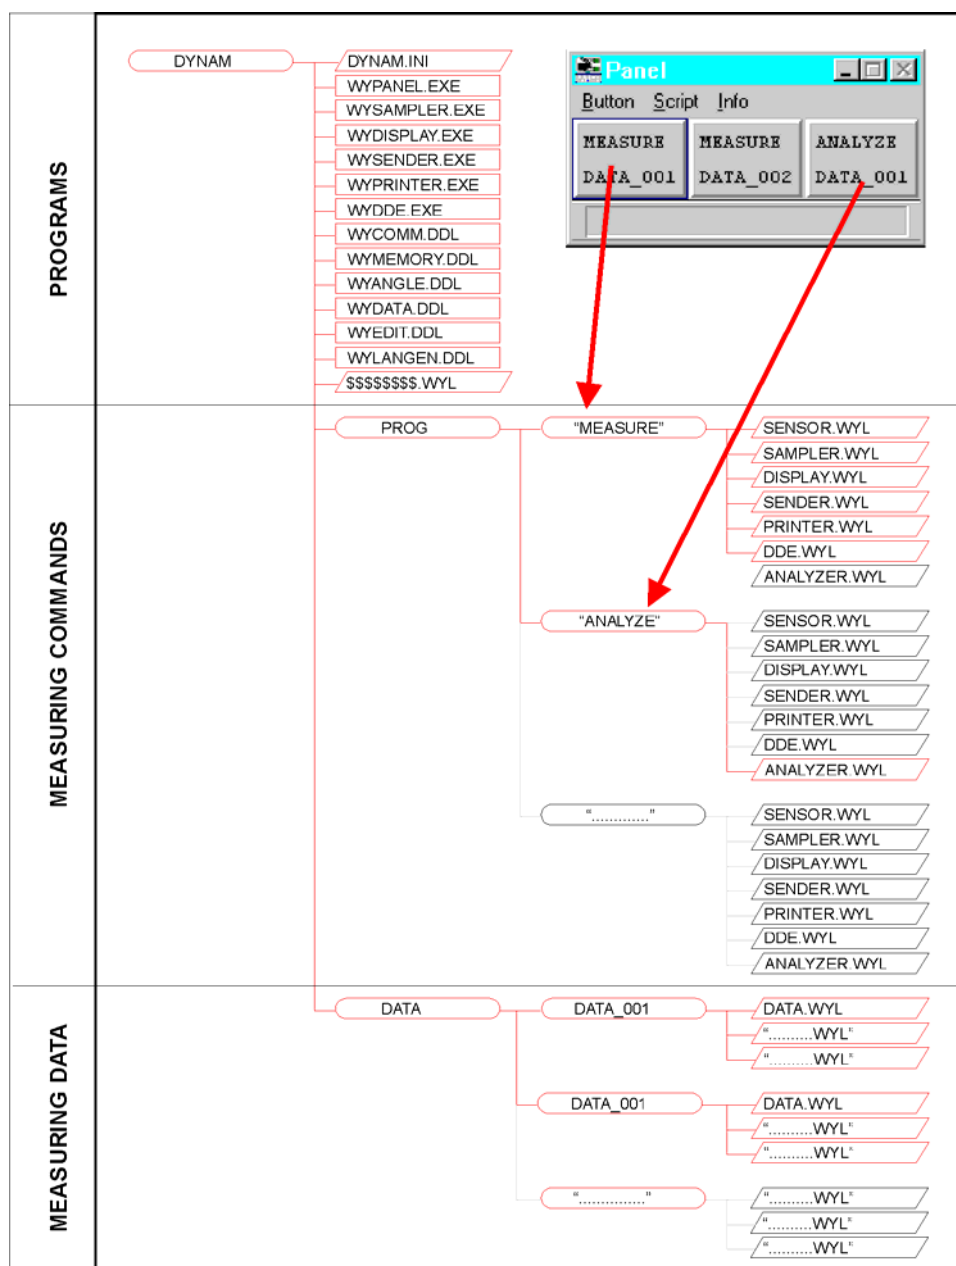 PROGRAMS
DYNAM
DYNAM.INI
WYPANEL.EXE
WYSAMPLER.EXE
WYDISPLAY.EXE
WYSENDER.EXE
WYPRINTER.EXE
WYDDE.EXE
WYCOMM.DDL
WYMEMORY.DDL
WYANGLE.DDL
WYDATA.DDL
WYEDIT.DDL
WYLANGEN.DDL
$$$$$$$$.WYL
Panel
Button Script Info
MEASURE
DATA_001
MEASURE
DATA_002
ANALYZE
DATA_001
MEASURING COMMANDS
PROG
"MEASURE"
SENSOR.WYL
SAMPLER.WYL
DISPLAY.WYL
SENDER.WYL
PRINTER.WYL
DDE.WYL
ANALYZER.WYL
"ANALYZE"
SENSOR.WYL
SAMPLER.WYL
DISPLAY.WYL
SENDER.WYL
PRINTER.WYL
DDE.WYL
ANALYZER.WYL
"............."
SENSOR.WYL
SAMPLER.WYL
DISPLAY.WYL
SENDER.WYL
PRINTER.WYL
DDE.WYL
ANALYZER.WYL
MEASURING DATA
DATA
DATA_001
DATA.WYL
"..........WYL"
"..........WYL"
DATA_001
DATA.WYL
"..........WYL"
"..........WYL"
"..............."
"..........WYL"
"..........WYL"
"..........WYL"